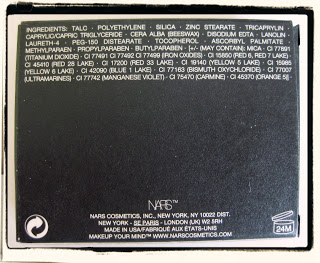 INGREDIENTS: TALC · POLYETHYLENE · SILICA · ZINC STEARATE · TRICAPRYLIN ·
CAPRYLIC/CAPRIC TRIGLYCERIDE · CERA ALBA (BEESWAX) · DISODIUM EDTA · LANOLIN ·
LAURETH-4 · PEG-150 DISTEARATE · TOCOPHEROL · ASCORBYL PALMITATE ·
METHYLPARABEN · PROPYLPARABEN · BUTYLPARABEN · [+/- (MAY CONTAIN): MICA · CI 77891
(TITANIUM DIOXIDE) · CI 77491 CI 77492 CI 77499 (IRON OXIDES) · CI 15850 (RED 6, RED 7 LAKE) ·
CI 45410 (RED 28 LAKE) · CI 17200 (RED 33 LAKE) · CI 19140 (YELLOW 5 LAKE) · CI 15985
(YELLOW 6 LAKE) · CI 42090 (BLUE 1 LAKE) · CI 77163 (BISMUTH OXYCHLORIDE) · CI 77007
(ULTRAMARINES) · CI 77742 (MANGANESE VIOLET) · CI 75470 (CARMINE) · CI 45370 (ORANGE 5)]
NARS™
NARS COSMETICS, INC., NEW YORK, NY 10022 DIST.
NEW YORK - SE PARIS - LONDON (UK) W2 5RH
MADE IN USA/FABRIQUÉ AUX ÉTATS-UNIS
MAKEUP YOUR MIND™ WWW.NARSCOSMETICS.COM
24M